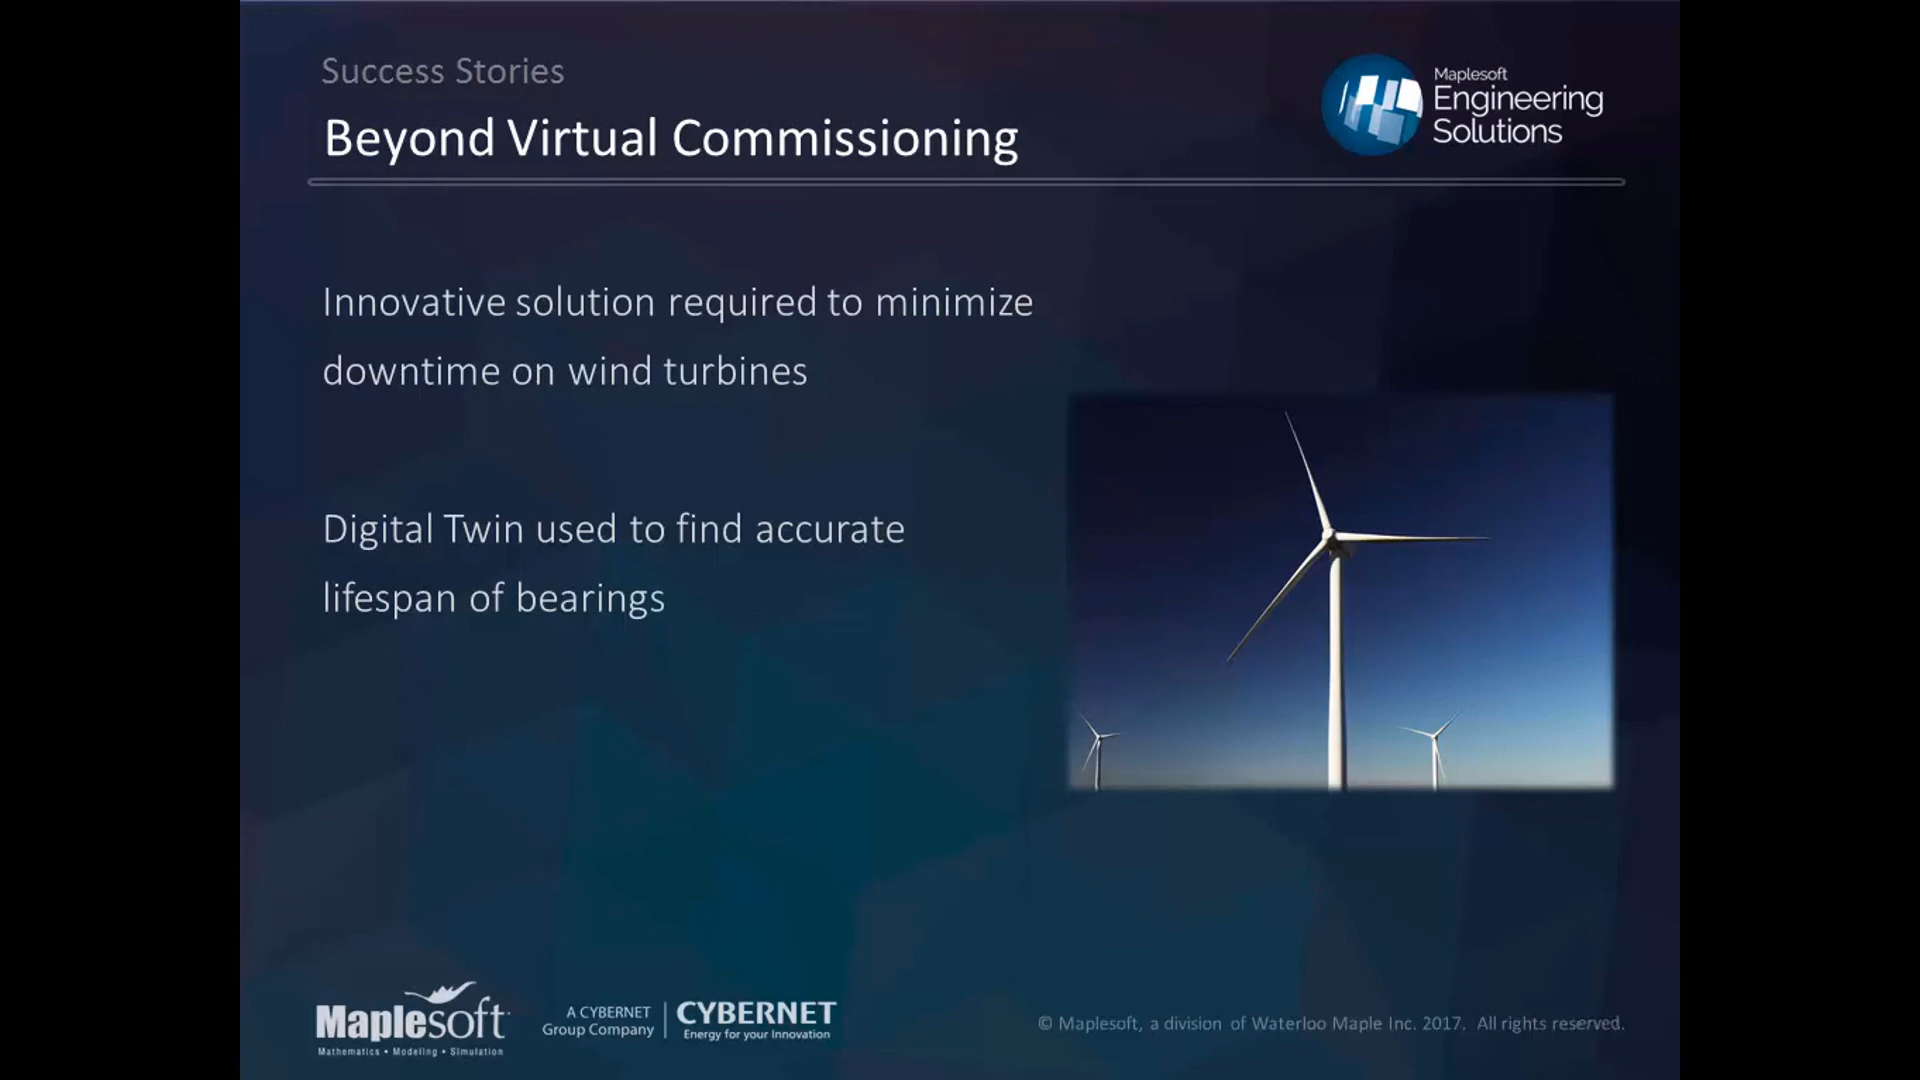 Success Stories
Beyond Virtual Commissioning
Maplesoft
Engineering
Solutions
Innovative solution required to minimize
downtime on wind turbines
Digital Twin used to find accurate
lifespan of bearings
Maplesoft
Mathematics • Modeling • Simulation
A CYBERNET
Group Company
CYBERNET
Energy for your Innovation
© Maplesoft, a division of Waterloo Maple Inc. 2017. All rights reserved.